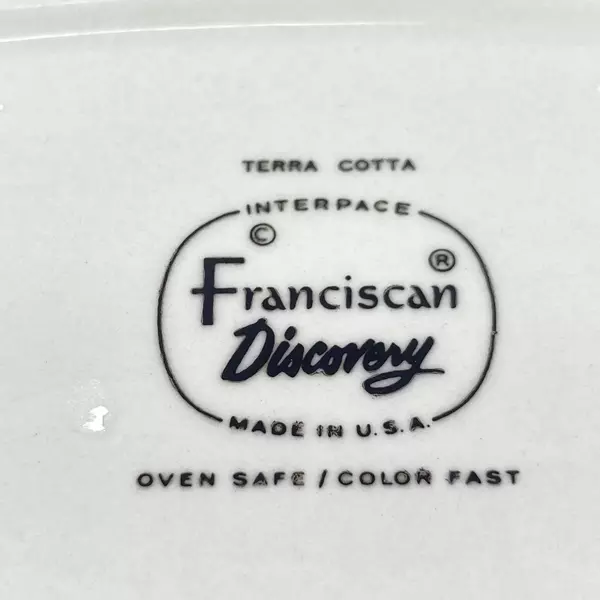 TERRA COTTA
INTERPACE
© ®
Franciscan
Discovery
MADE IN U.S.A.
OVEN SAFE / COLOR FAST